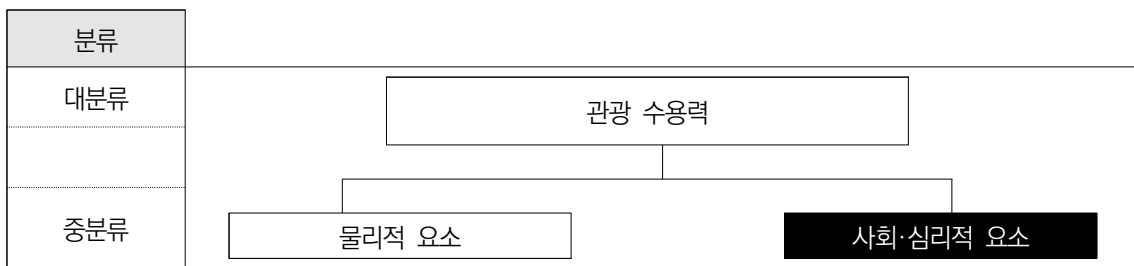 분류
대분류
관광 수용력
중분류
물리적 요소
사회·심리적 요소